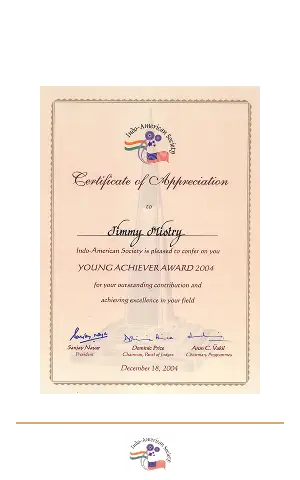 Indo-American Society
Certificate of Appreciation
to
Jimmy Mistry
Indo-American Society is pleased to confer on you
YOUNG ACHIEVER AWARD 2004
for your outstanding contribution and
achieving excellence in your field
Sanjay Nayar Dominic Price Arun C. Vakil
President Chairman, Panel of Judges Chairman, Programmes
December 18, 2004
Indo-American Society